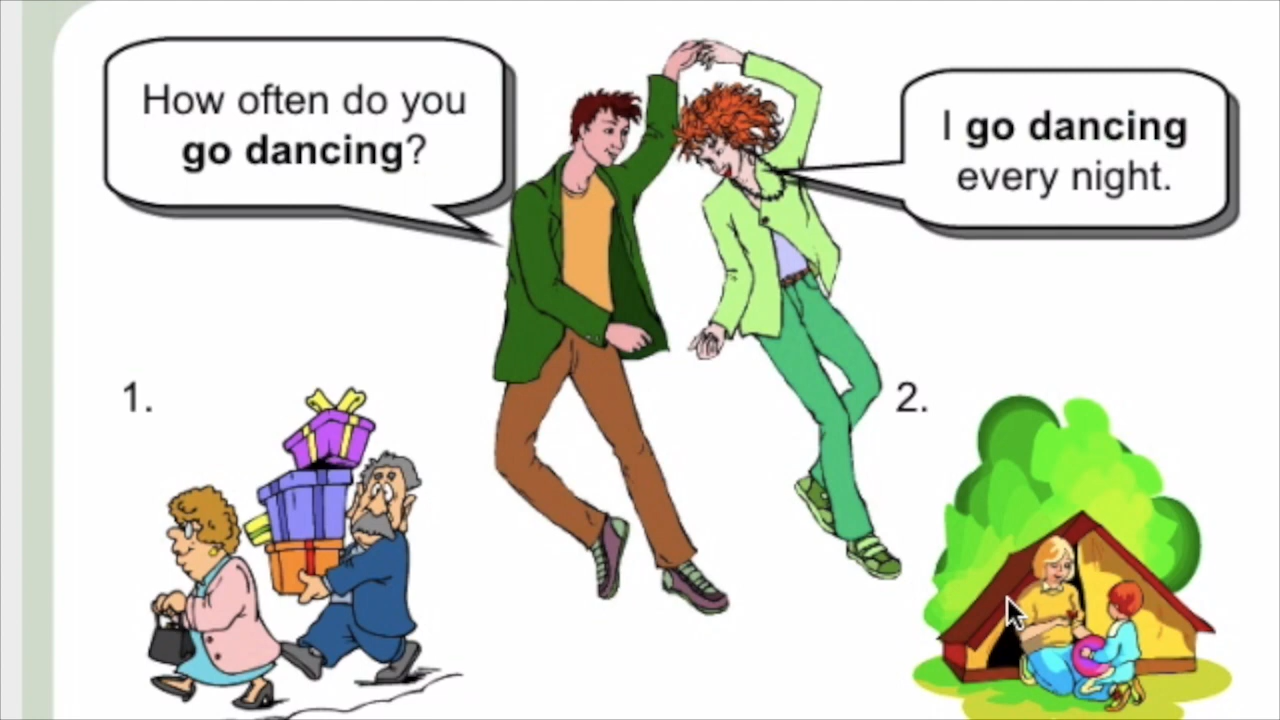 How often do you
go dancing?
I go dancing
every night.
1.
2.